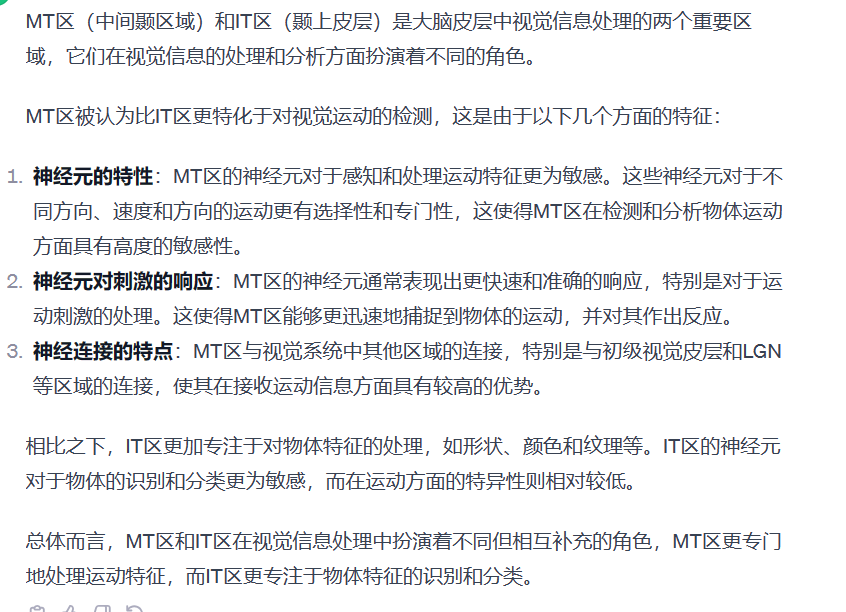 MT区（中间颞区域）和IT区（颞上皮层）是大脑皮层中视觉信息处理的两个重要区
域，它们在视觉信息的处理和分析方面扮演着不同的角色。
MT区被认为比IT区更特化于对视觉运动的检测，这是由于以下几个方面的特征：
1. 神经元的特性：MT区的神经元对于感知和处理运动特征更为敏感。这些神经元对于不
同方向、速度和方向的运动更有选择性和专门性，这使得MT区在检测和分析物体运动
方面具有高度的敏感性。
2. 神经元对刺激的响应：MT区的神经元通常表现出更快速和准确的响应，特别是对于运
动刺激的处理。这使得MT区能够更迅速地捕捉到物体的运动，并对其作出反应。
3. 神经连接的特点：MT区与视觉系统中其他区域的连接，特别是与初级视觉皮层和LGN
等区域的连接，使其在接收运动信息方面具有较高的优势。
相比之下，IT区更加专注于对物体特征的处理，如形状、颜色和纹理等。IT区的神经元
对于物体的识别和分类更为敏感，而在运动方面的特异性则相对较低。
总体而言，MT区和IT区在视觉信息处理中扮演着不同但相互补充的角色，MT区更专门
地处理运动特征，而IT区更专注于物体特征的识别和分类。